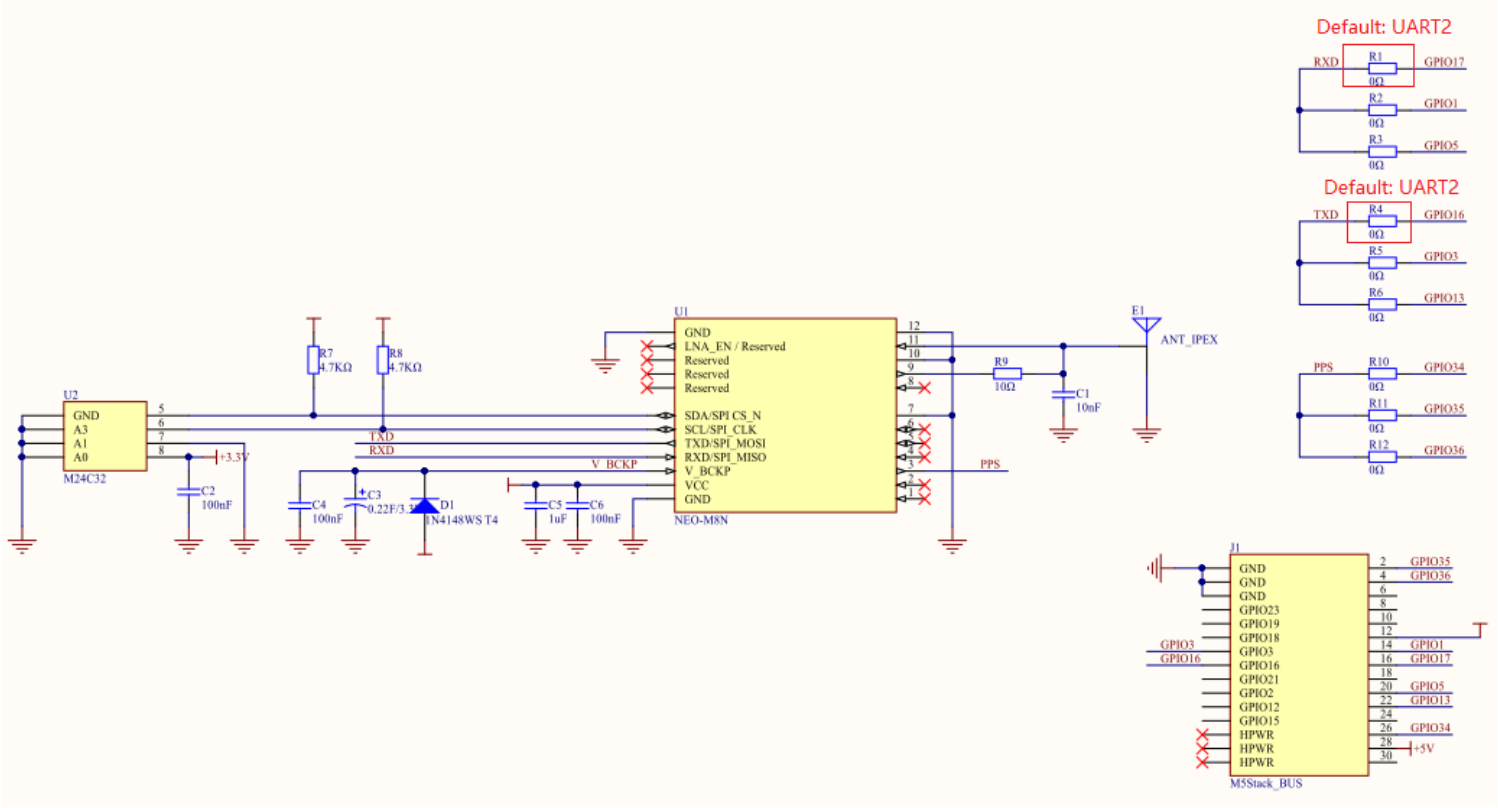 Default: UART2
RXD R1 0Ω GPIO17
R2 0Ω GPIO1
R3 0Ω GPIO5
Default: UART2
TXD R4 0Ω GPIO16
R5 0Ω GPIO3
R6 0Ω GPIO13
PPS R10 0Ω GPIO34
R11 0Ω GPIO35
R12 0Ω GPIO36
R7
4.7KΩ
R8
4.7KΩ
U2
GND 5
A3 6
A1 7
A0 8
M24C32
+3.3V
C2
100nF
TXD
RXD
V_BCKP
C4
100nF
+
C3
D1
1N4148WS T4
C5
1uF
C6
100nF
U1
GND 12
LNA_EN / Reserved 11
Reserved 10
Reserved 9
Reserved 8
SDA/SPI CS_N 7
SCL/SPI_CLK 6
TXD/SPI_MOSI 5
RXD/SPI_MISO 4
V_BCKP 3
VCC 2
GND 1
NEO-M8N
PPS
R9
10Ω
C1
10nF
E1
ANT_IPEX
J1
GND 2 GPIO35
GND 4 GPIO36
GND 6
GPIO23 8
GPIO19 10
GPIO18 12
GPIO3 GPIO3 14 GPIO1
GPIO16 GPIO16 16 GPIO17
GPIO21 18
GPIO2 20 GPIO5
GPIO12 22 GPIO13
GPIO15 24
HPWR 26 GPIO34
HPWR 28 +5V
HPWR 30
M5Stack_BUS